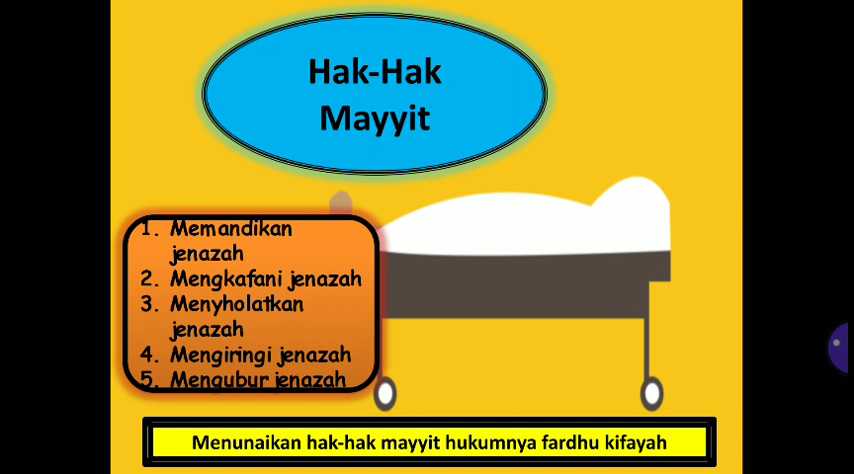 Hak-Hak
Mayyit
1. Memandikan
jenazah
2. Mengkafani jenazah
3. Menyholatkan
jenazah
4. Mengiringi jenazah
5. Mengubur jenazah
Menunaikan hak-hak mayyit hukumnya fardhu kifayah